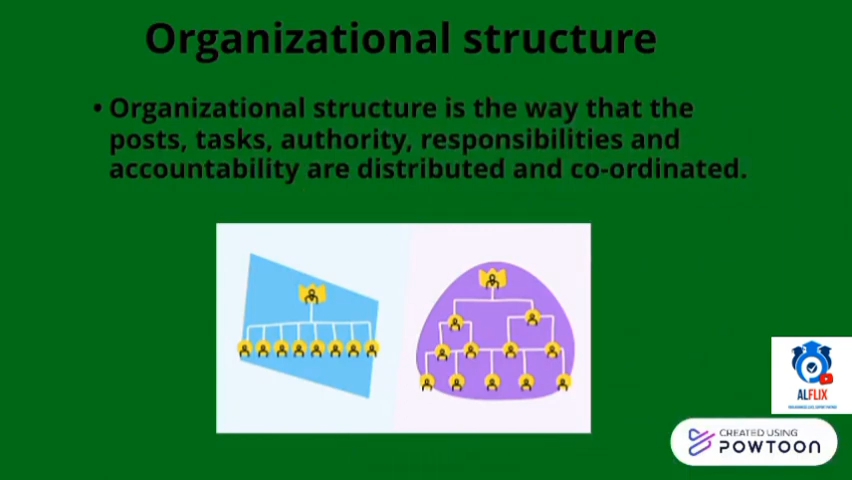 Organizational structure
• Organizational structure is the way that the
posts, tasks, authority, responsibilities and
accountability are distributed and co-ordinated.
ALFLIX
CREATED USING
POWTOON